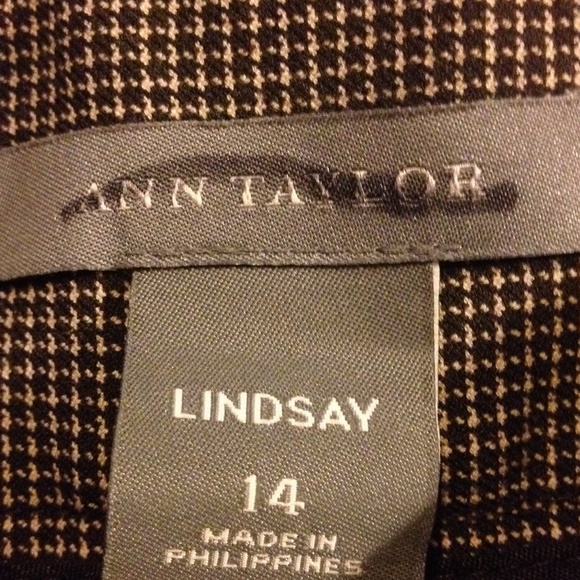 ANN TAYLOR
LINDSAY
14
MADE IN
PHILIPPINES